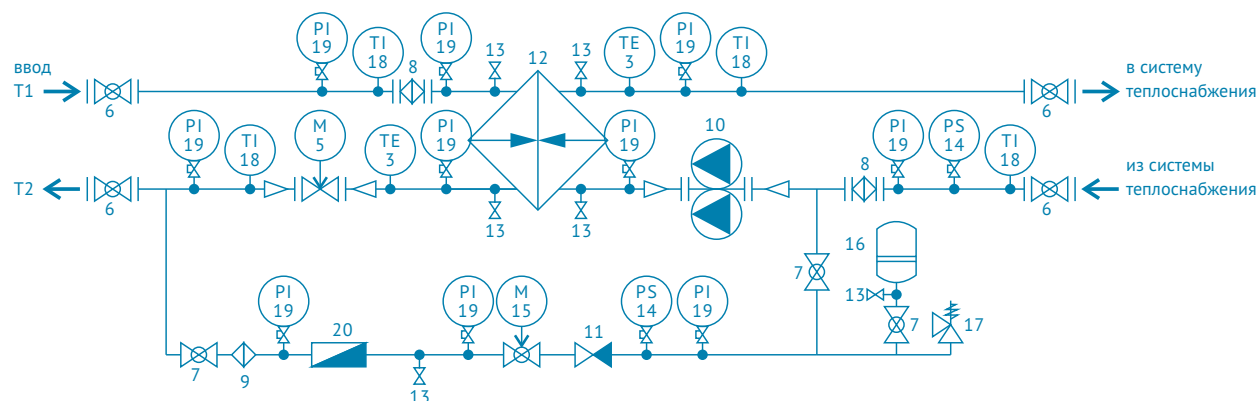 PI
19
TI
18
8
PI
19
13
12
13
TE
3
PI
19
TI
18
ввод
T1
6
6
в систему
теплоснабжения
PI
19
TI
18
M
5
TE
3
PI
19
PI
19
10
8
PI
19
PS
14
TI
18
T2
6
13
13
6
из системы
теплоснабжения
7
16
13
7
17
PI
19
20
PI
19
M
15
11
PS
14
PI
19
7
9
13